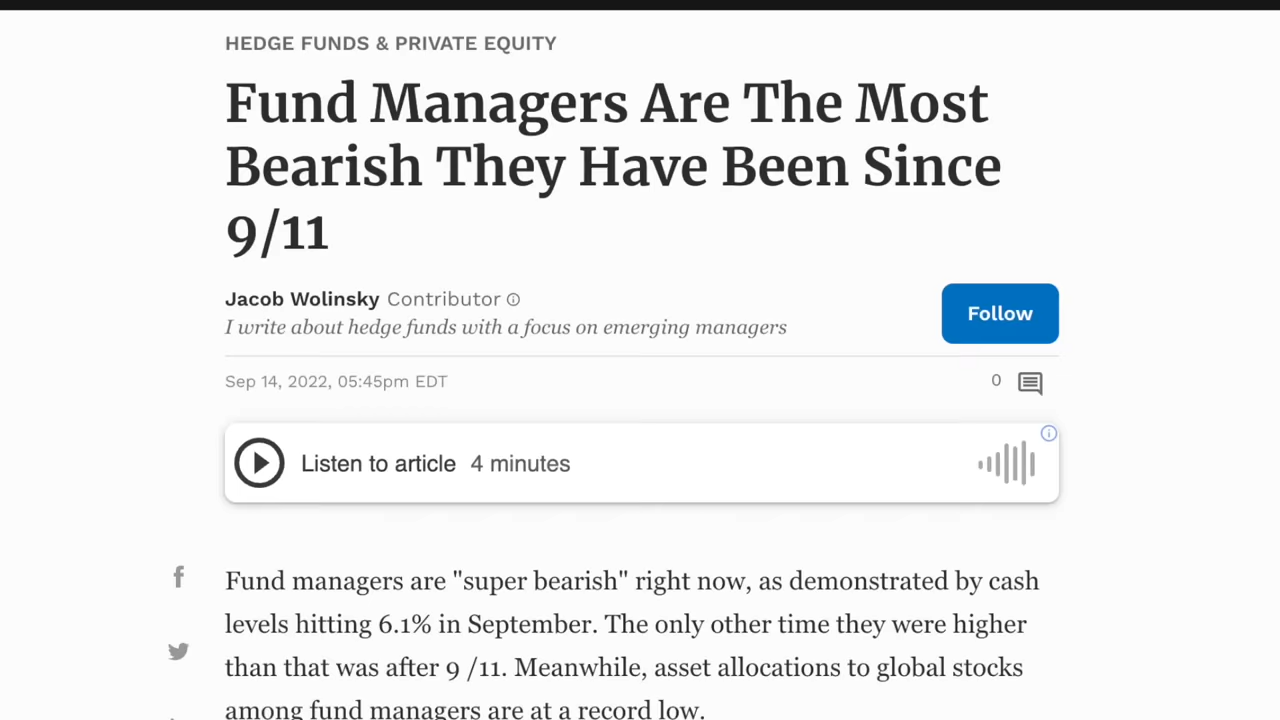 HEDGE FUNDS & PRIVATE EQUITY
Fund Managers Are The Most
Bearish They Have Been Since
9/11
Jacob Wolinsky Contributor
I write about hedge funds with a focus on emerging managers
Follow
Sep 14, 2022, 05:45pm EDT
0
Listen to article 4 minutes
Fund managers are "super bearish" right now, as demonstrated by cash
levels hitting 6.1% in September. The only other time they were higher
than that was after 9 /11. Meanwhile, asset allocations to global stocks
among fund managers are at a record low.